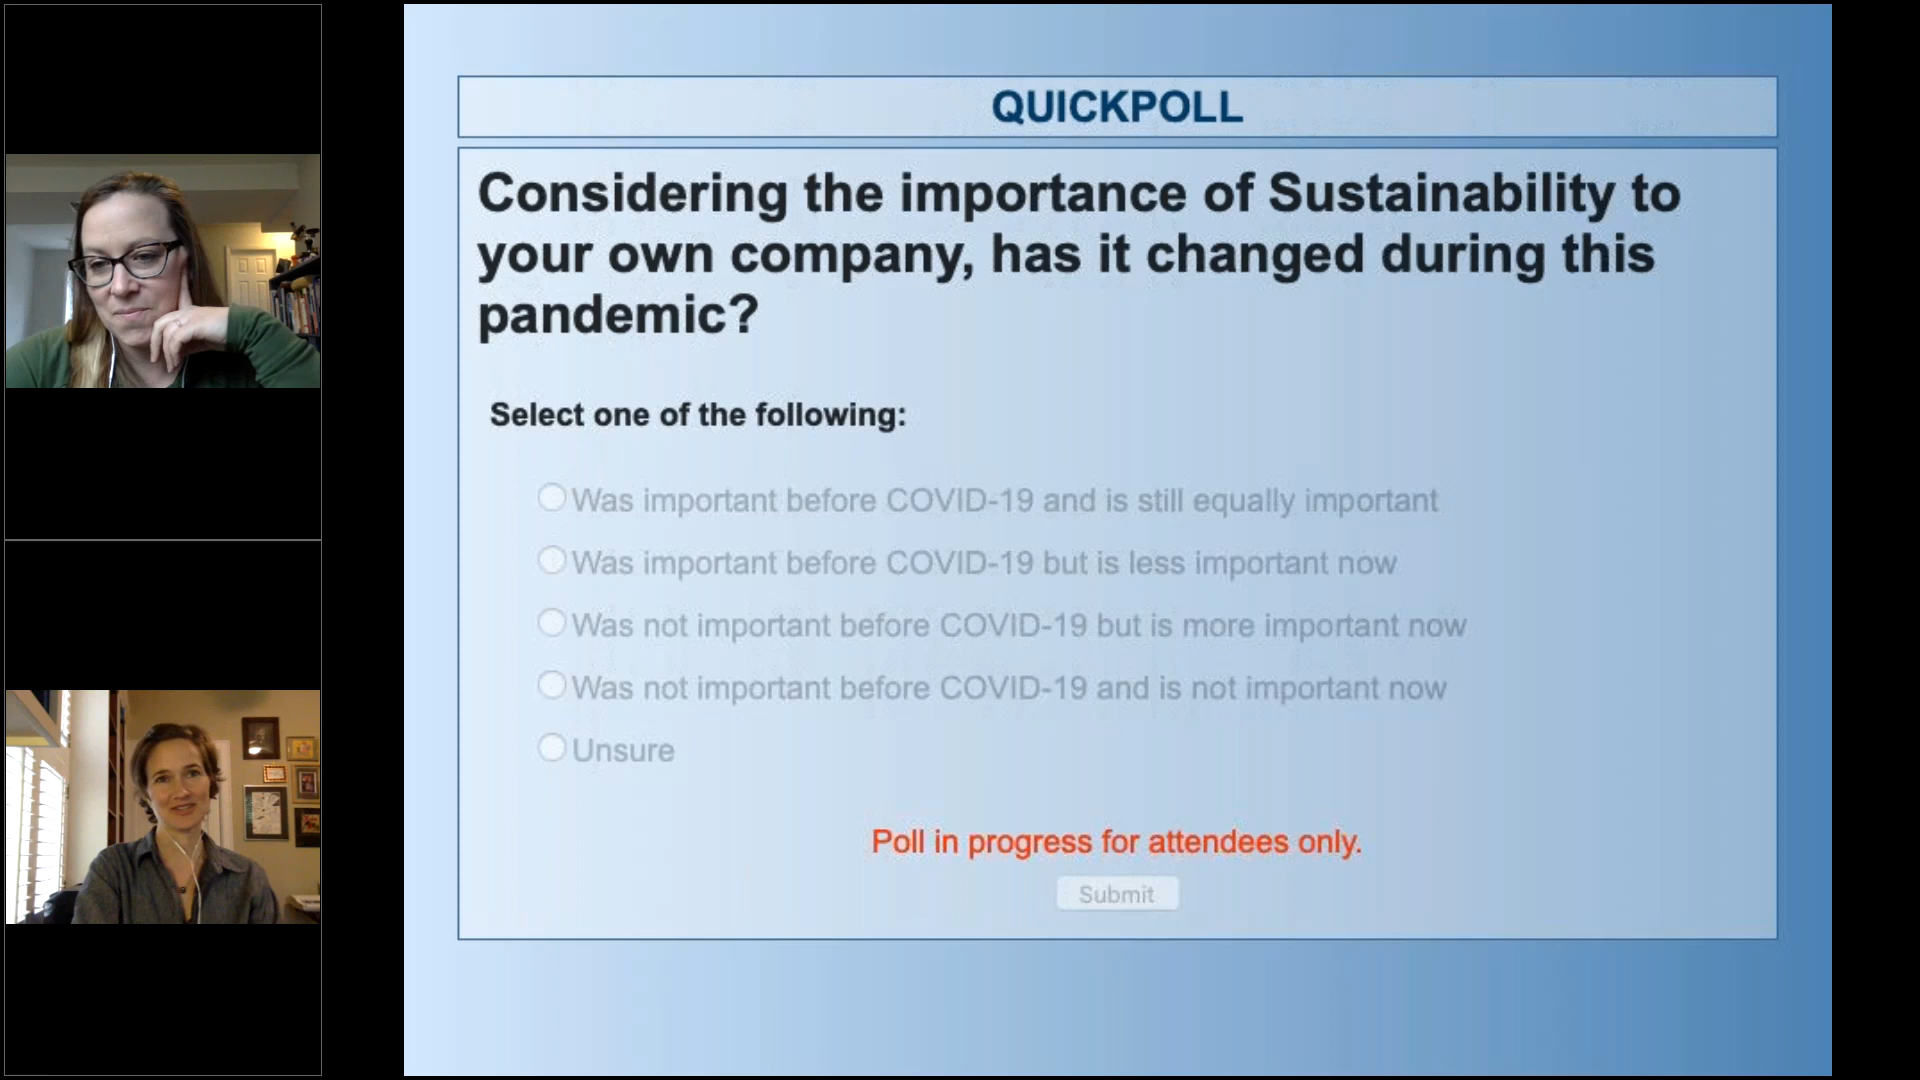 QUICKPOLL
Considering the importance of Sustainability to
your own company, has it changed during this
pandemic?
Select one of the following:
Was important before COVID-19 and is still equally important
Was important before COVID-19 but is less important now
Was not important before COVID-19 but is more important now
Was not important before COVID-19 and is not important now
Unsure
Poll in progress for attendees only.
Submit